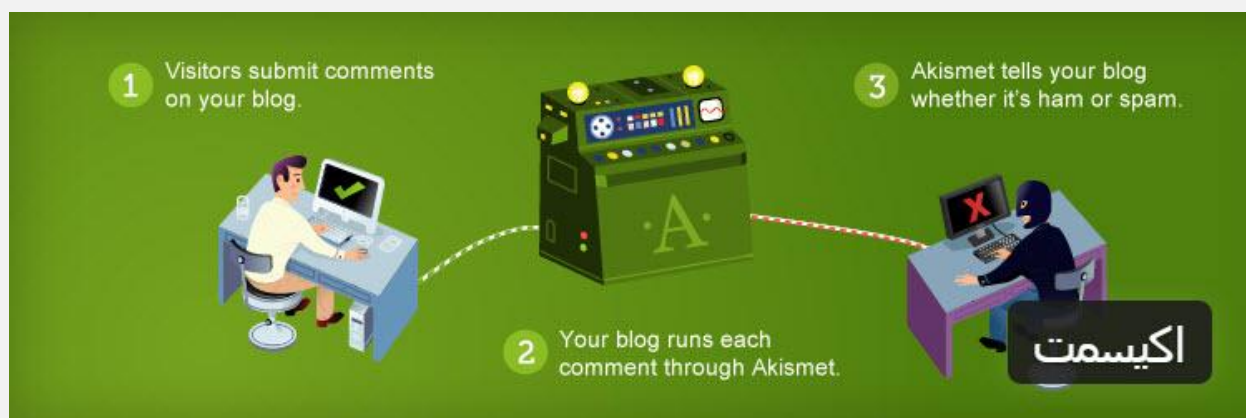 1
Visitors submit comments
on your blog.
A
2
Your blog runs each
comment through Akismet.
3
Akismet tells your blog
whether it's ham or spam.
اکیسمت